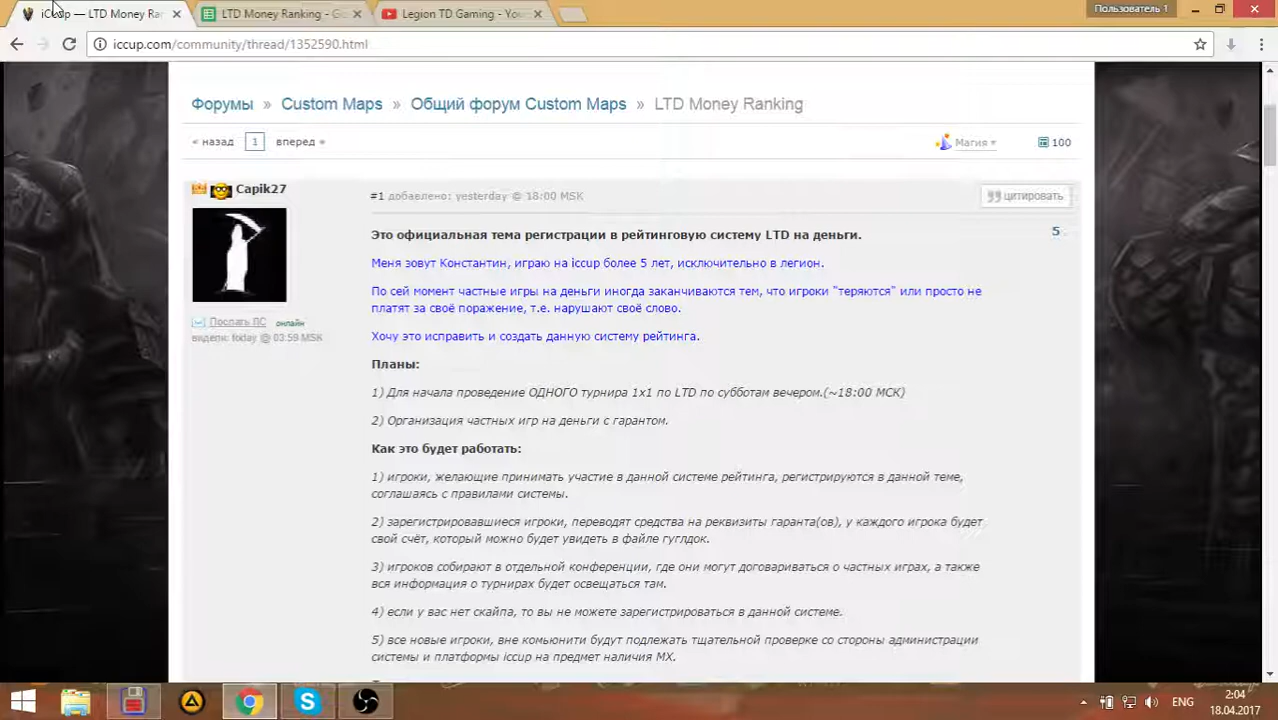 iCCup — LTD Money Ra
LTD Money Ranking - G
Legion TD Gaming - You
Пользователь 1
iccup.com/community/thread/1352590.html
Форумы » Custom Maps » Общий форум Custom Maps » LTD Money Ranking
« назад 1 вперед »
Магия
100
Capik27
#1 добавлено: yesterday @ 18:00 MSK
цитировать
Это официальная тема регистрации в рейтинговую систему LTD на деньги.
5
Меня зовут Константин, играю на iccup более 5 лет, исключительно в легион.
По сей момент частные игры на деньги иногда заканчиваются тем, что игроки "теряются" или просто не
платят за своё поражение, т.е. нарушают своё слово.
Послать ЛС онлайн
видели: today @ 03:59 MSK
Хочу это исправить и создать данную систему рейтинга.
Планы:
1) Для начала проведение ОДНОГО турнира 1х1 по LTD по субботам вечером.(~18:00 МСК)
2) Организация частных игр на деньги с гарантом.
Как это будет работать:
1) игроки, желающие принимать участие в данной системе рейтинга, регистрируются в данной теме,
соглашаясь с правилами системы.
2) зарегистрировавшиеся игроки, переводят средства на реквизиты гаранта(ов), у каждого игрока будет
свой счёт, который можно будет увидеть в файле гуглдок.
3) игроков собирают в отдельной конференции, где они могут договариваться о частных играх, а также
вся информация о турнирах будет освещаться там.
4) если у вас нет скайпа, то вы не можете зарегистрироваться в данной системе.
5) все новые игроки, вне комьюнити будут подлежать тщательной проверке со стороны администрации
системы и платформы iccup на предмет наличия МХ.
ENG
2:04
18.04.2017